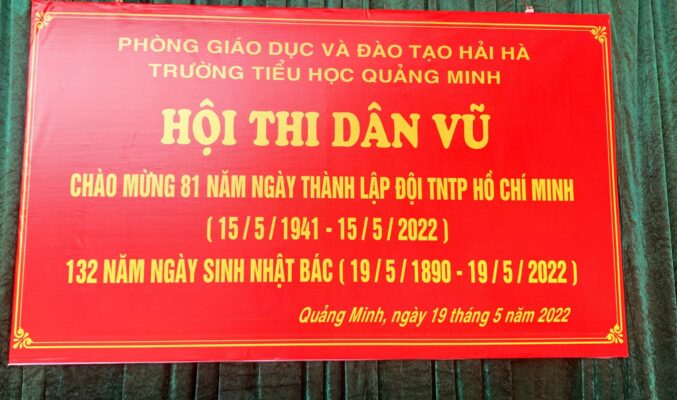 PHÒNG GIÁO DỤC VÀ ĐÀO TẠO HẢI HÀ
TRƯỜNG TIỂU HỌC QUẢNG MINH
HỘI THI DÂN VŨ
CHÀO MỪNG 81 NĂM NGÀY THÀNH LẬP ĐỘI TNTP HỒ CHÍ MINH
( 15 / 5 / 1941 - 15 / 5 / 2022 )
132 NĂM NGÀY SINH NHẬT BÁC ( 19 / 5 / 1890 - 19 / 5 / 2022 )
Quảng Minh, ngày 19 tháng 5 năm 2022